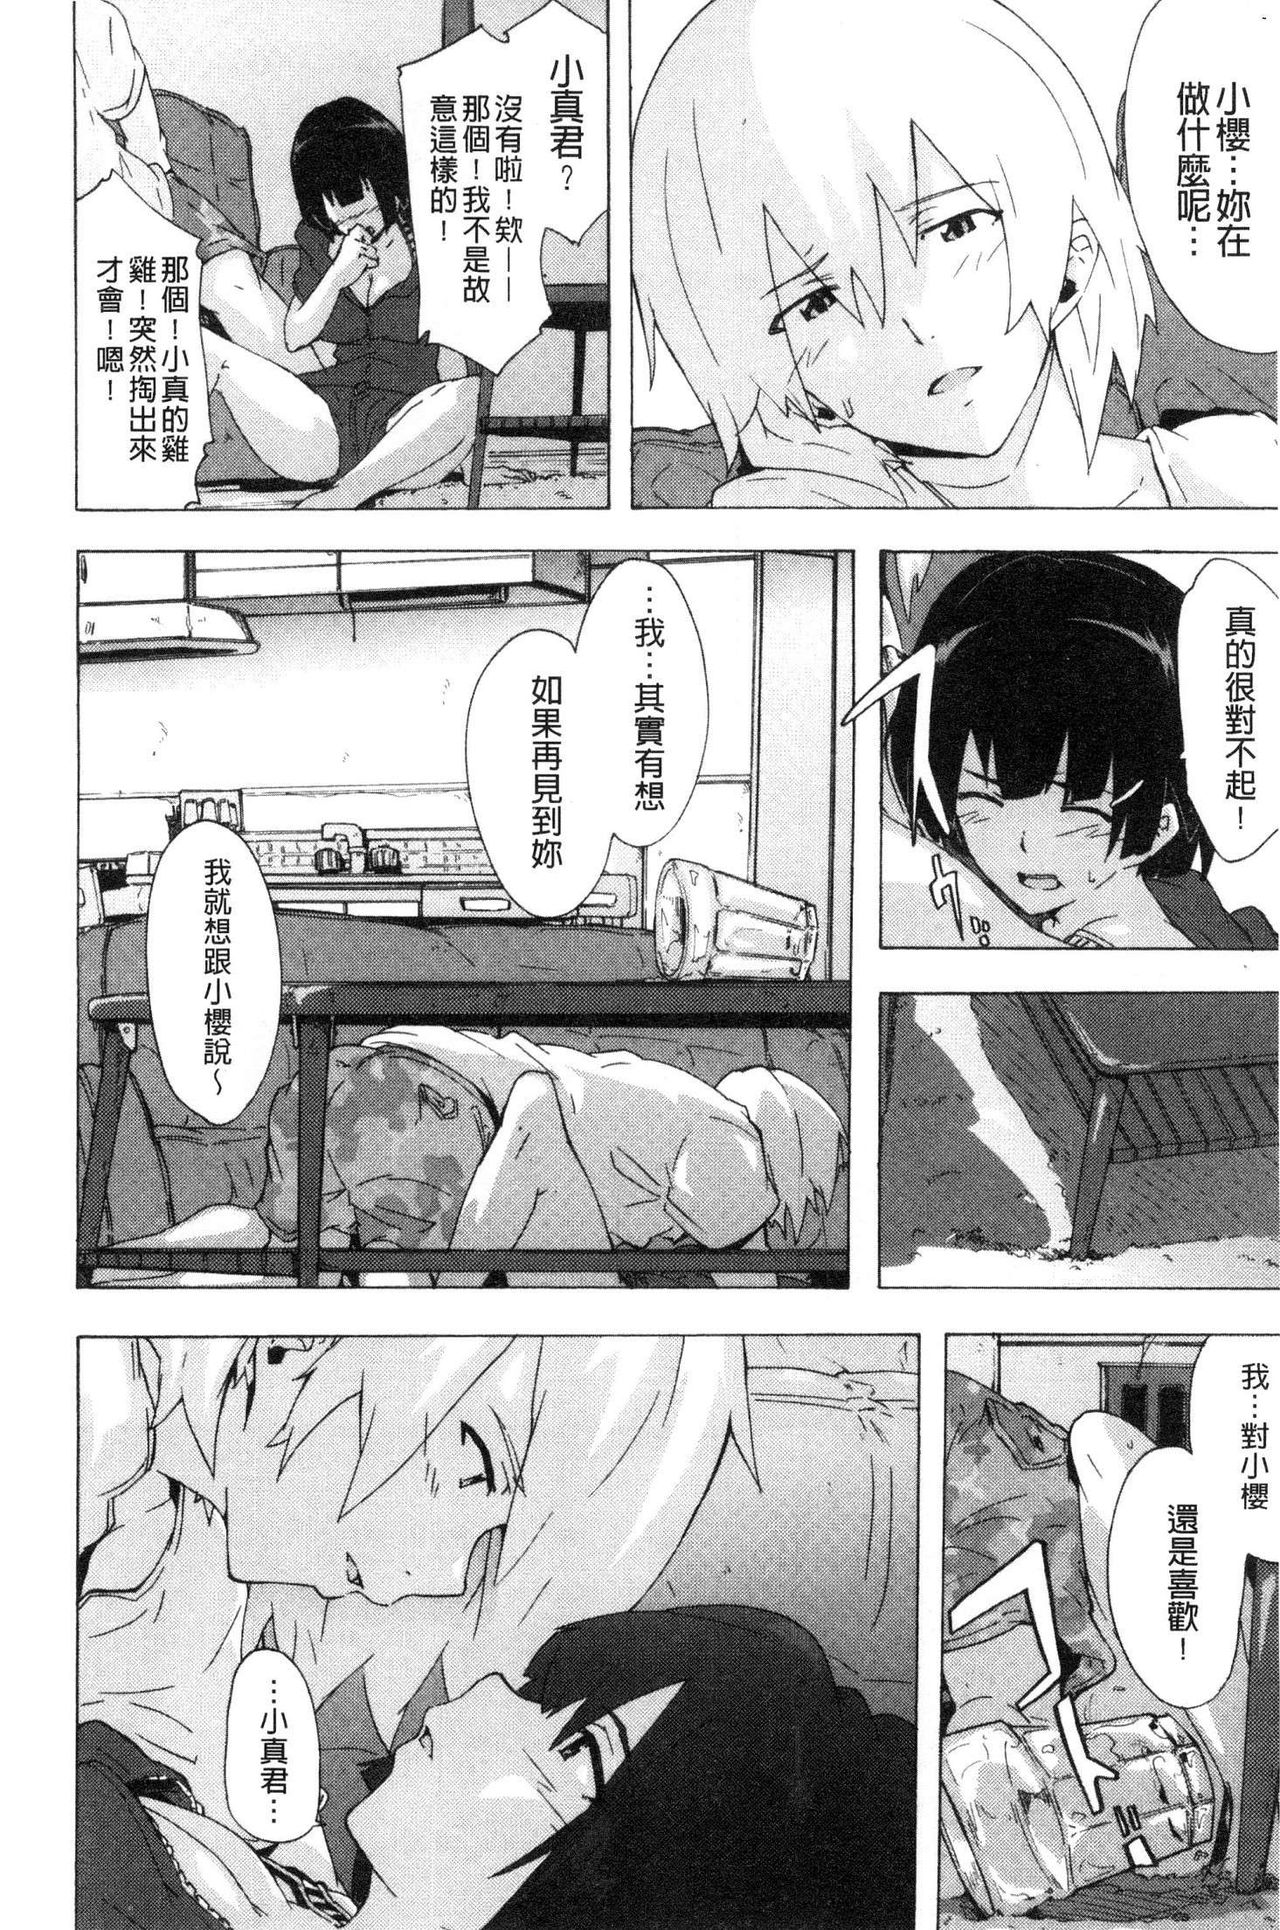 小櫻…妳在
做什麼呢…
小真君?
沒有啦!欸——
那個!我不是故
意這樣的!
那個!小真的雞
雞!突然掏出來
才會!嗯!
真的很對不起!
グッ
…我…其實有想
如果再見到妳
我就想跟小櫻說～
我…對小櫻
還是喜歡!
…小真君…